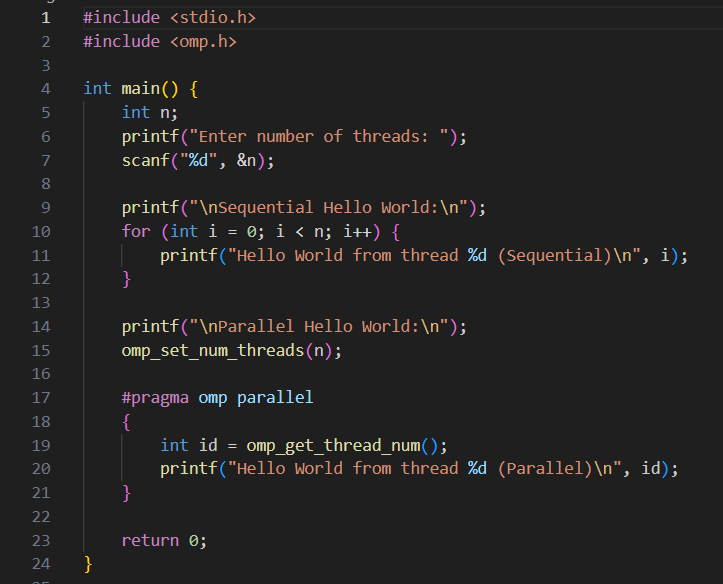 1 #include <stdio.h>
2 #include <omp.h>
3
4 int main() {
5     int n;
6     printf("Enter number of threads: ");
7     scanf("%d", &n);
8
9     printf("\nSequential Hello World:\n");
10     for (int i = 0; i < n; i++) {
11         printf("Hello World from thread %d (Sequential)\n", i);
12     }
13
14     printf("\nParallel Hello World:\n");
15     omp_set_num_threads(n);
16
17     #pragma omp parallel
18     {
19         int id = omp_get_thread_num();
20         printf("Hello World from thread %d (Parallel)\n", id);
21     }
22
23     return 0;
24 }